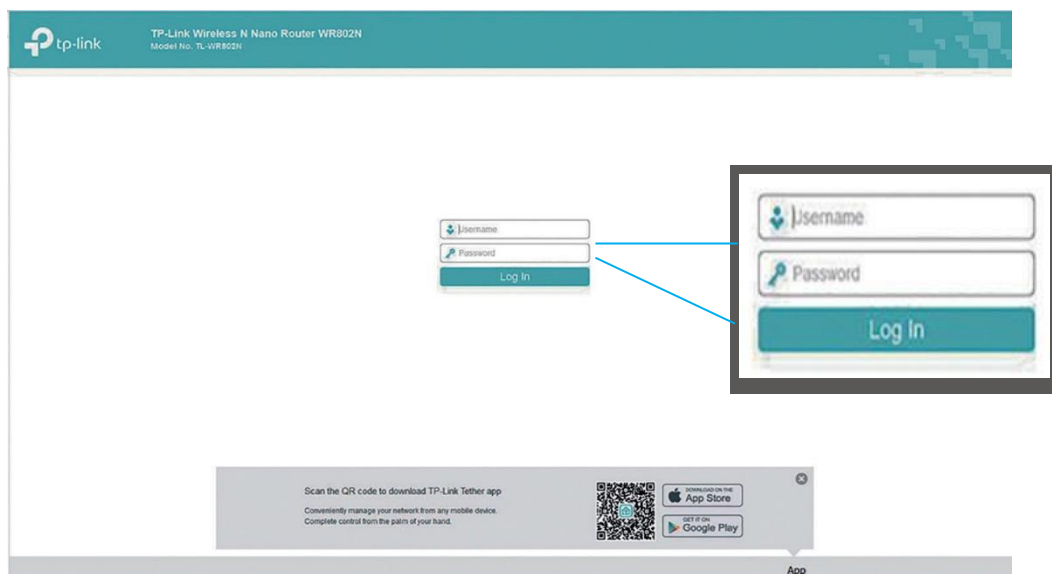 tp-link
TP-Link Wireless N Nano Router WR802N
Model No. TL-WR802N
Username
Password
Log In
Username
Password
Log In
Scan the QR code to download TP-Link Tether app
Conveniently manage your network from any mobile device.
Complete control from the palm of your hand.
DOWNLOAD ON THE
App Store
GET IT ON
Google Play
App